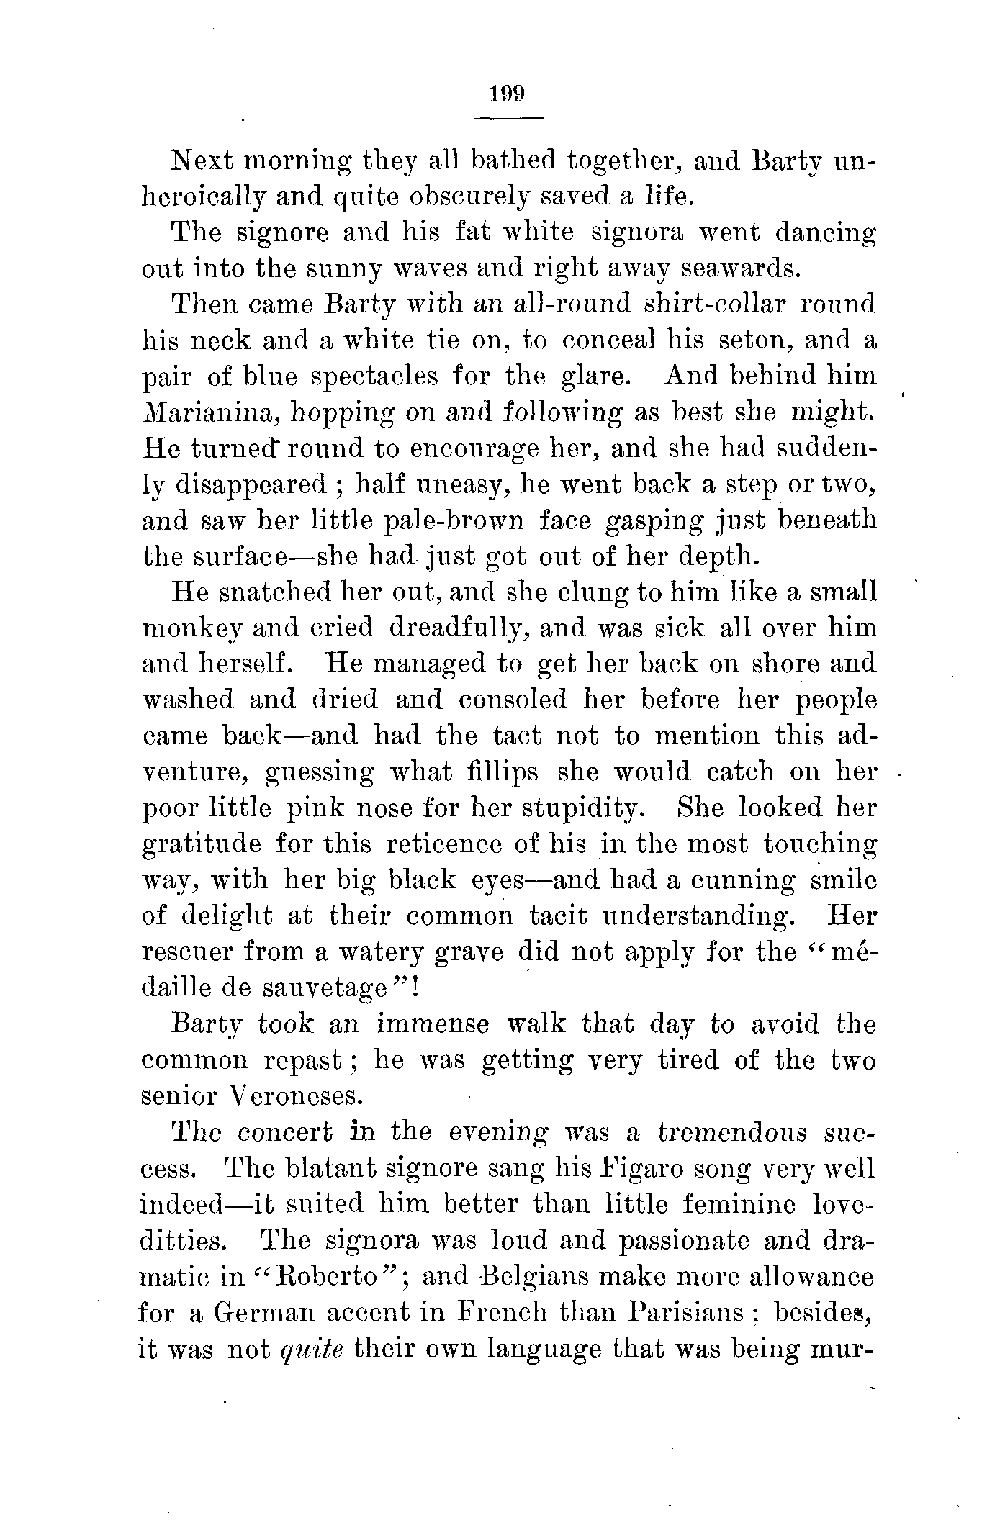 199
Next morning they all bathed together, and Barty un-
heroically and quite obscurely saved a life.
The signore and his fat white signora went dancing
out into the sunny waves and right away seawards.
Then came Barty with an all-round shirt-collar round
his neck and a white tie on, to conceal his seton, and a
pair of blue spectacles for the glare. And behind him
Marianina, hopping on and following as best she might.
He turned round to encourage her, and she had sudden-
ly disappeared ; half uneasy, he went back a step or two,
and saw her little pale-brown face gasping just beneath
the surface—she had just got out of her depth.
He snatched her out, and she clung to him like a small
monkey and cried dreadfully, and was sick all over him
and herself. He managed to get her back on shore and
washed and dried and consoled her before her people
came back—and had the tact not to mention this ad-
venture, guessing what fillips she would catch on her
poor little pink nose for her stupidity. She looked her
gratitude for this reticence of his in the most touching
way, with her big black eyes—and had a cunning smile
of delight at their common tacit understanding. Her
rescuer from a watery grave did not apply for the “mé-
daille de sauvetage”!
Barty took an immense walk that day to avoid the
common repast ; he was getting very tired of the two
senior Veroneses.
The concert in the evening was a tremendous suc-
cess. The blatant signore sang his Figaro song very well
indeed—it suited him better than little feminine love-
ditties. The signora was loud and passionate and dra-
matic in “Roberto”; and Belgians make more allowance
for a German accent in French than Parisians ; besides,
it was not quite their own language that was being mur-